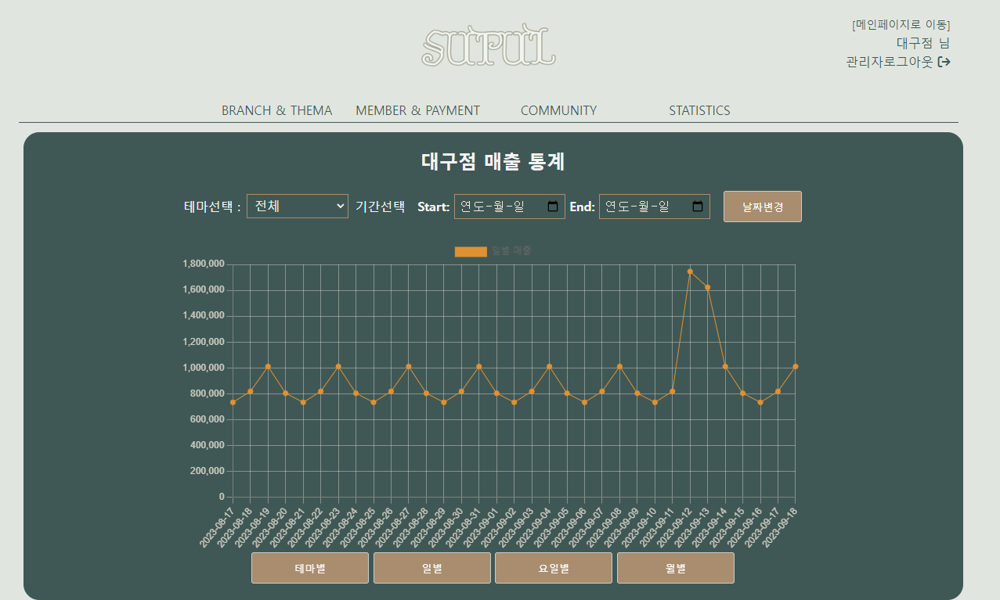 [메인페이지로 이동]
SUPUL
대구점 님
관리자로그아웃
BRANCH & THEMA MEMBER & PAYMENT COMMUNITY STATISTICS
대구점 매출 통계
테마선택 : 전체 기간선택 Start: 연도-월-일 End: 연도-월-일 날짜변경
일별 매출
1,800,000
1,600,000
1,400,000
1,200,000
1,000,000
800,000
600,000
400,000
200,000
0
2023-08-17 2023-08-18 2023-08-19 2023-08-20 2023-08-21 2023-08-22 2023-08-23 2023-08-24 2023-08-25 2023-08-26 2023-08-27 2023-08-28 2023-08-29 2023-08-30 2023-08-31 2023-09-01 2023-09-02 2023-09-03 2023-09-04 2023-09-05 2023-09-06 2023-09-07 2023-09-08 2023-09-09 2023-09-10 2023-09-11 2023-09-12 2023-09-13 2023-09-14 2023-09-15 2023-09-16 2023-09-17 2023-09-18
테마별 일별 요일별 월별